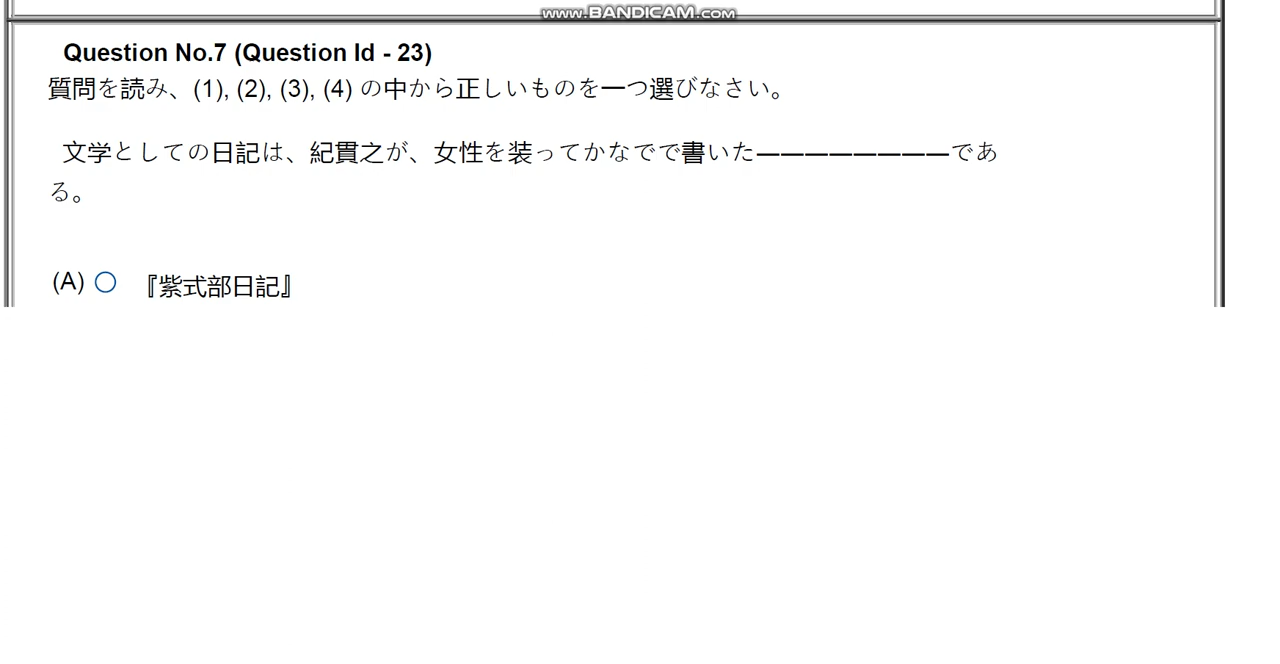 www.BANDICAM.com
Question No.7 (Question Id - 23)
質問を読み、(1), (2), (3), (4) の中から正しいものを一つ選びなさい。
文学としての日記は、紀貫之が、女性を装ってかなでで書いた————————であ
る。
(A) 『紫式部日記』